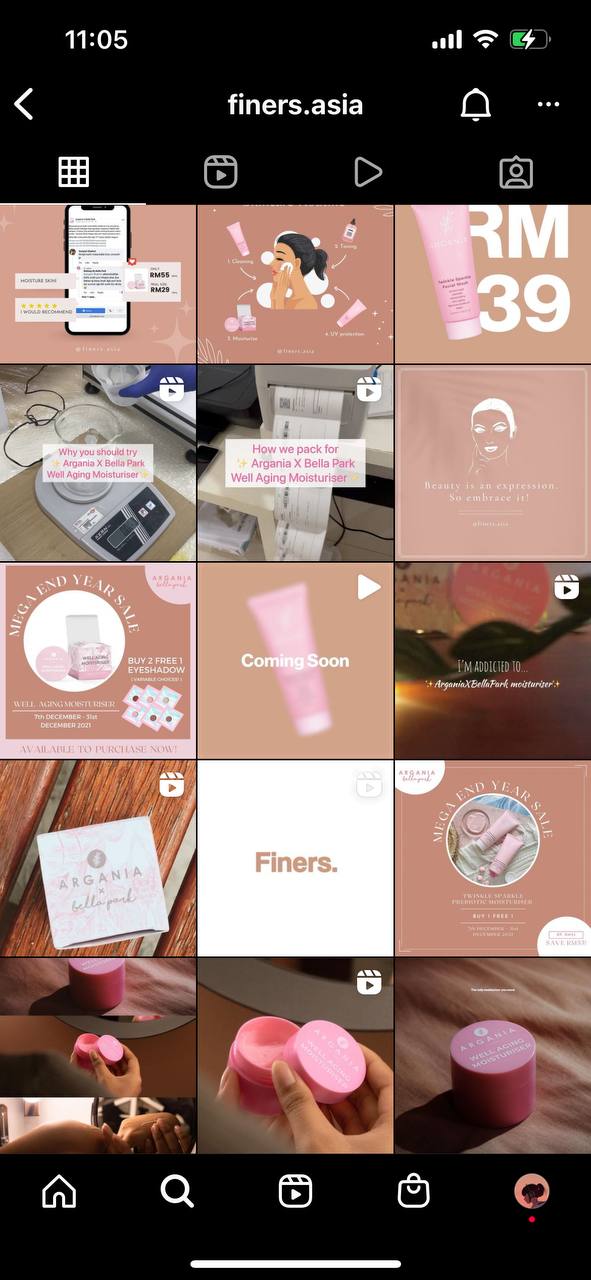 11:05
finers.asia
MOISTURE SKIN!
I WOULD RECOMMEND
ONLY
RM55
RM29
@finers.asia
Skincare Routine
1. Cleansing
2. Toning
3. Moisturise
4. UV protection
@finers.asia
RM
39
Twinkle Sparkle
Facial Wash
Why you should try
✨ Argania X Bella Park
Well Aging Moisturiser✨
How we pack for
✨ Argania X Bella Park
Well Aging Moisturiser✨
Beauty is an expression.
So embrace it!
@finers.asia
MEGA END YEAR SALE
ARGANIA
bella park
WELL AGING
MOISTURISER
BUY 2 FREE 1
EYESHADOW
(VARIABLE CHOICES!)
WELL AGING MOISTURISER
7th DECEMBER - 31st
DECEMBER 2021
AVAILABLE TO PURCHASE NOW!
Coming Soon
I'M ADDICTED TO...
✨ArganiaXBellaPark moisturiser✨
ARGANIA
x
bella park
Finers.
ARGANIA
bella park
MEGA END YEAR SALE
TWINKLE SPARKLE
PREBIOTIC MOISTURISER
BUY 1 FREE 1
7th DECEMBER - 31st
DECEMBER 2021
ARGANIA
WELL AGING
MOISTURISER
ARGANIA
WELL AGING
MOISTURISER